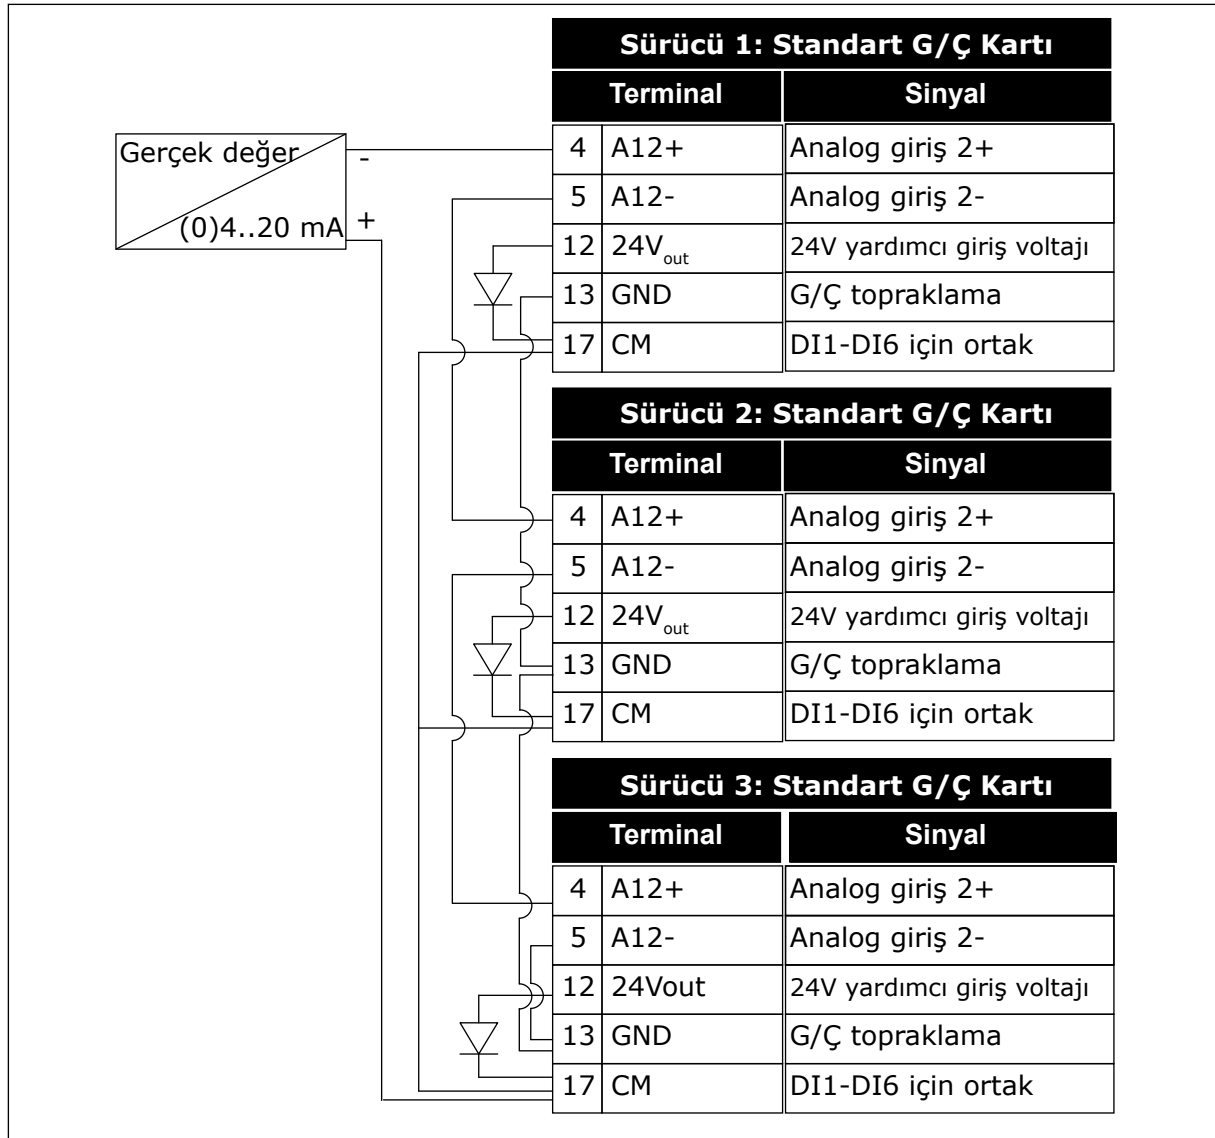 Sürücü 1: Standart G/Ç Kartı
Terminal Sinyal
Gerçek değer
-
(0)4..20 mA
+
4 A12+ Analog giriş 2+
5 A12- Analog giriş 2-
12 24Vout 24V yardımcı giriş voltajı
13 GND G/Ç topraklama
17 CM DI1-DI6 için ortak
Sürücü 2: Standart G/Ç Kartı
Terminal Sinyal
4 A12+ Analog giriş 2+
5 A12- Analog giriş 2-
12 24Vout 24V yardımcı giriş voltajı
13 GND G/Ç topraklama
17 CM DI1-DI6 için ortak
Sürücü 3: Standart G/Ç Kartı
Terminal Sinyal
4 A12+ Analog giriş 2+
5 A12- Analog giriş 2-
12 24Vout 24V yardımcı giriş voltajı
13 GND G/Ç topraklama
17 CM DI1-DI6 için ortak